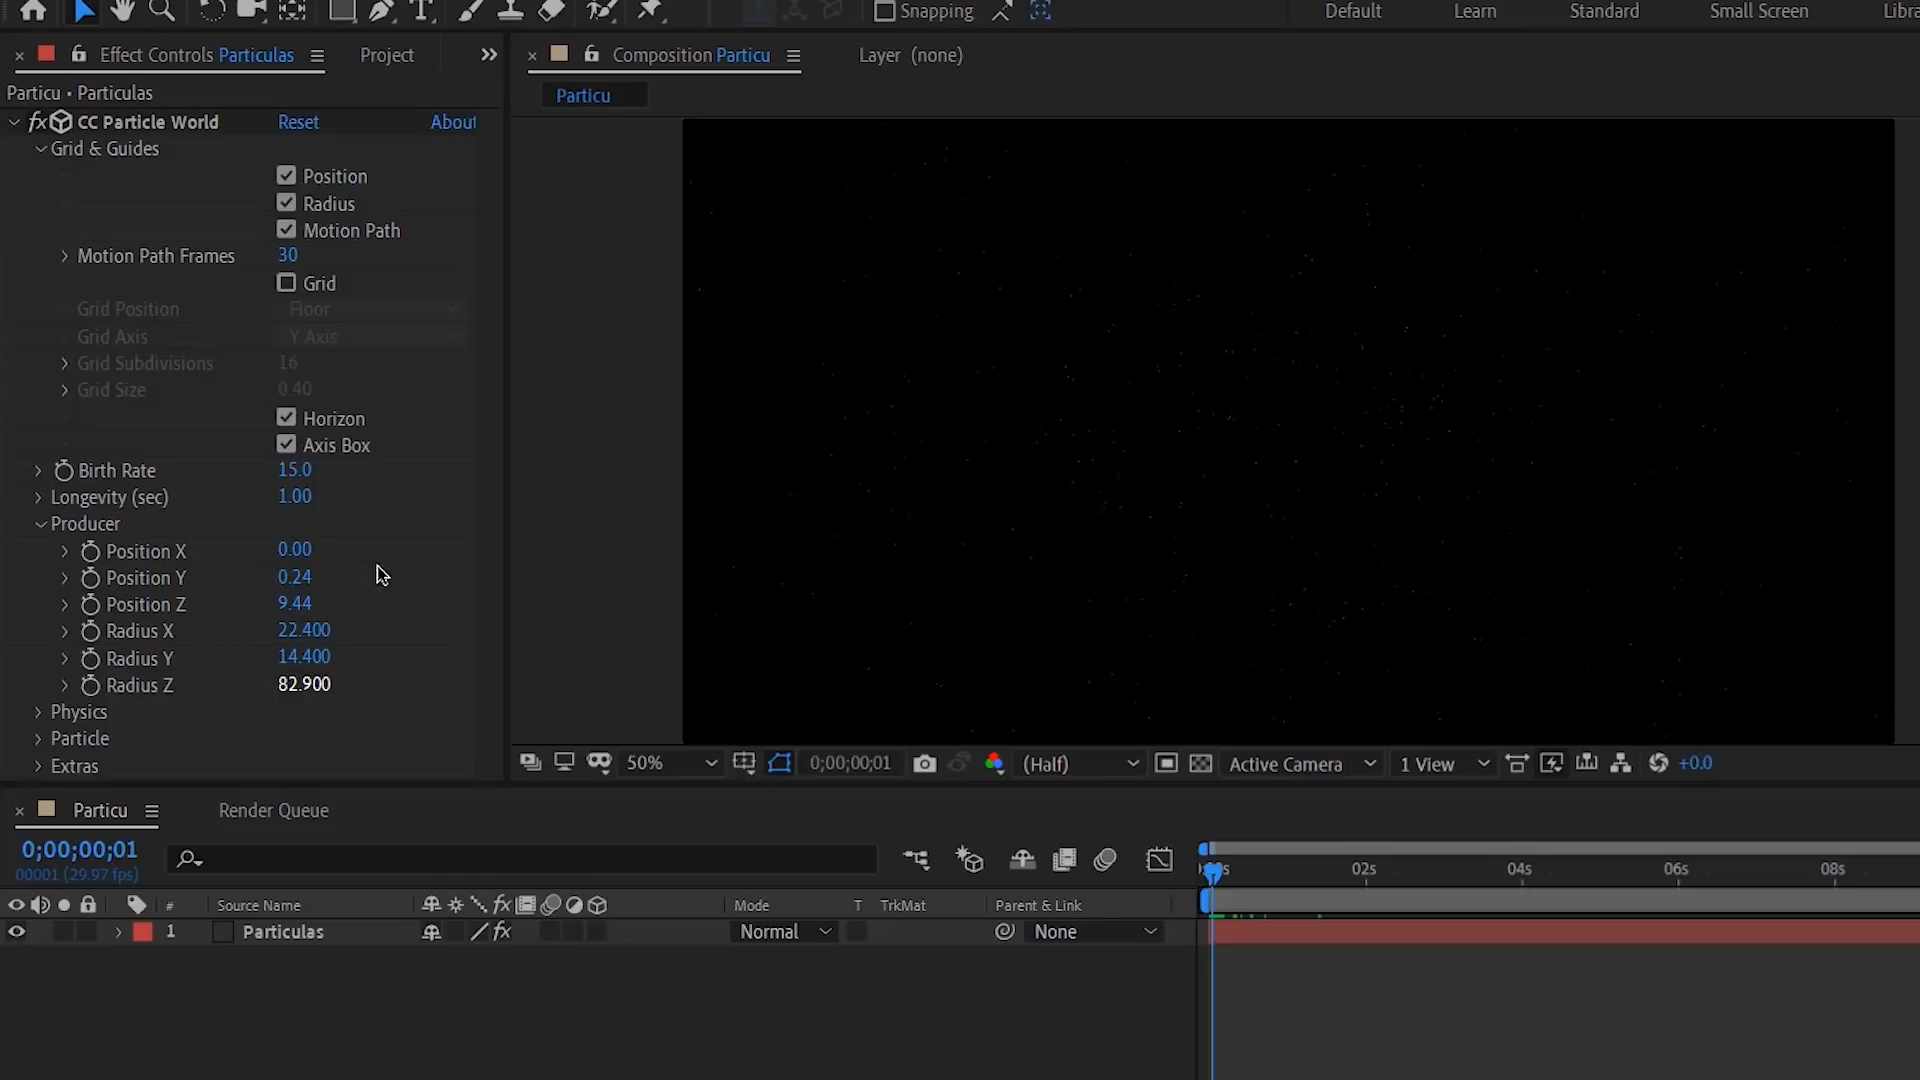 Snapping
Default
Learn
Standard
Small Screen
Libra
Effect Controls Particulas
Project
Composition Particu
Layer (none)
Particu • Particulas
Particu
fx CC Particle World
Reset
About
Grid & Guides
Position
Radius
Motion Path
Motion Path Frames
30
Grid
Grid Position
Floor
Grid Axis
Y Axis
Grid Subdivisions
16
Grid Size
0.40
Horizon
Axis Box
Birth Rate
15.0
Longevity (sec)
1.00
Producer
Position X
0.00
Position Y
0.24
Position Z
9.44
Radius X
22.400
Radius Y
14.400
Radius Z
82.900
Physics
Particle
Extras
50%
0;00;00;01
(Half)
Active Camera
1 View
+0.0
Particu
Render Queue
0;00;00;01
00001 (29.97 fps)
02s
04s
06s
08s
#
Source Name
fx
Mode
T
TrkMat
Parent & Link
1
Particulas
fx
Normal
None